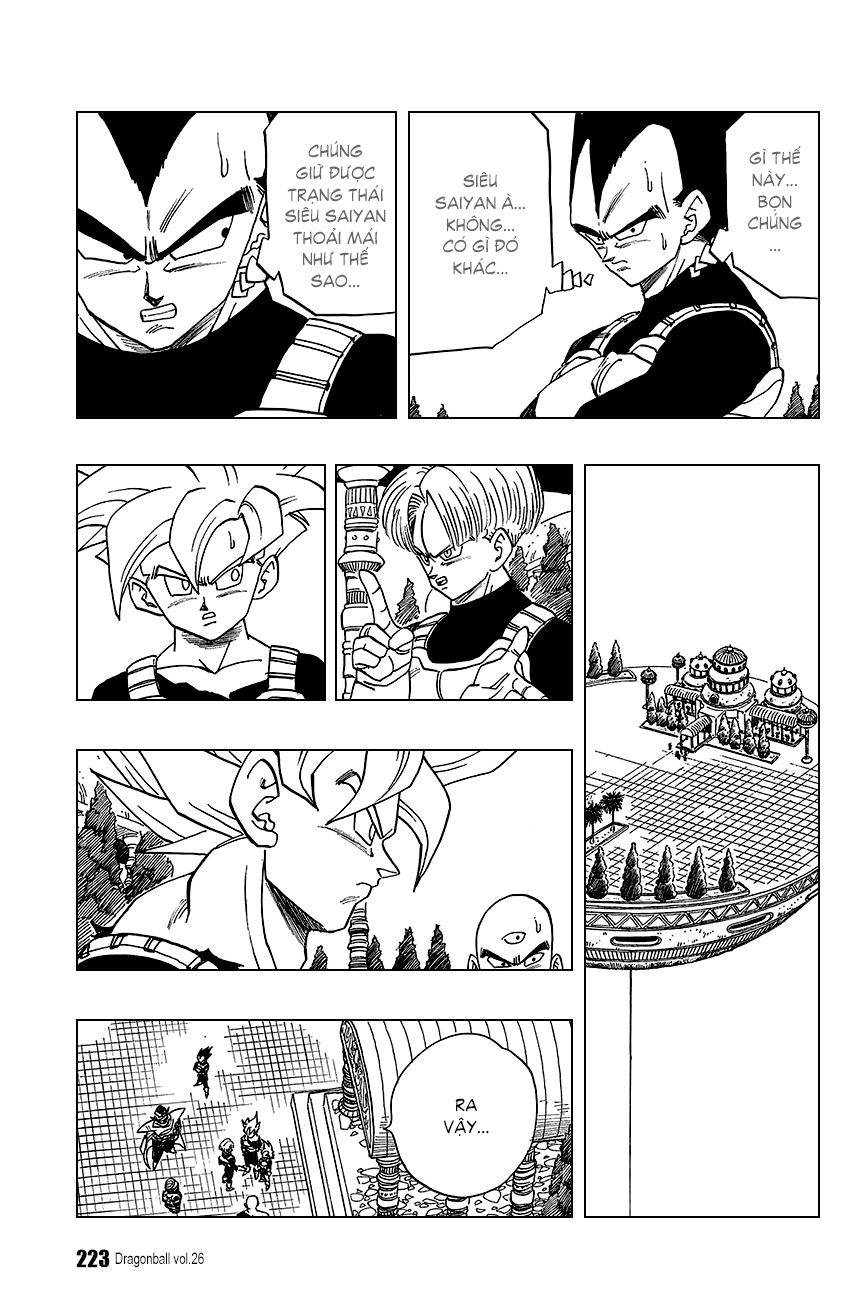 GÌ THẾ
NÀY...
BỌN
CHÚNG
...
SIÊU
SAIYAN À...
KHÔNG...
CÓ GÌ ĐÓ
KHÁC...
CHÚNG
GIỮ ĐƯỢC
TRẠNG THÁI
SIÊU SAIYAN
THOẢI MÁI
NHƯ THẾ
SAO...
RA
VẬY...
223 Dragonball vol.26